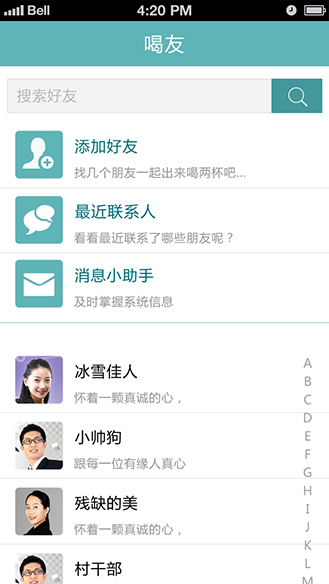 Bell 4:20 PM
喝友
搜索好友
添加好友
找几个朋友一起出来喝两杯吧...
最近联系人
看看最近联系了哪些朋友呢？
消息小助手
及时掌握系统信息
冰雪佳人
怀着一颗真诚的心，
小帅狗
跟每一位有缘人真心
残缺的美
怀着一颗真诚的心，
村干部
A
B
C
D
E
F
G
H
I
J
K
L
M